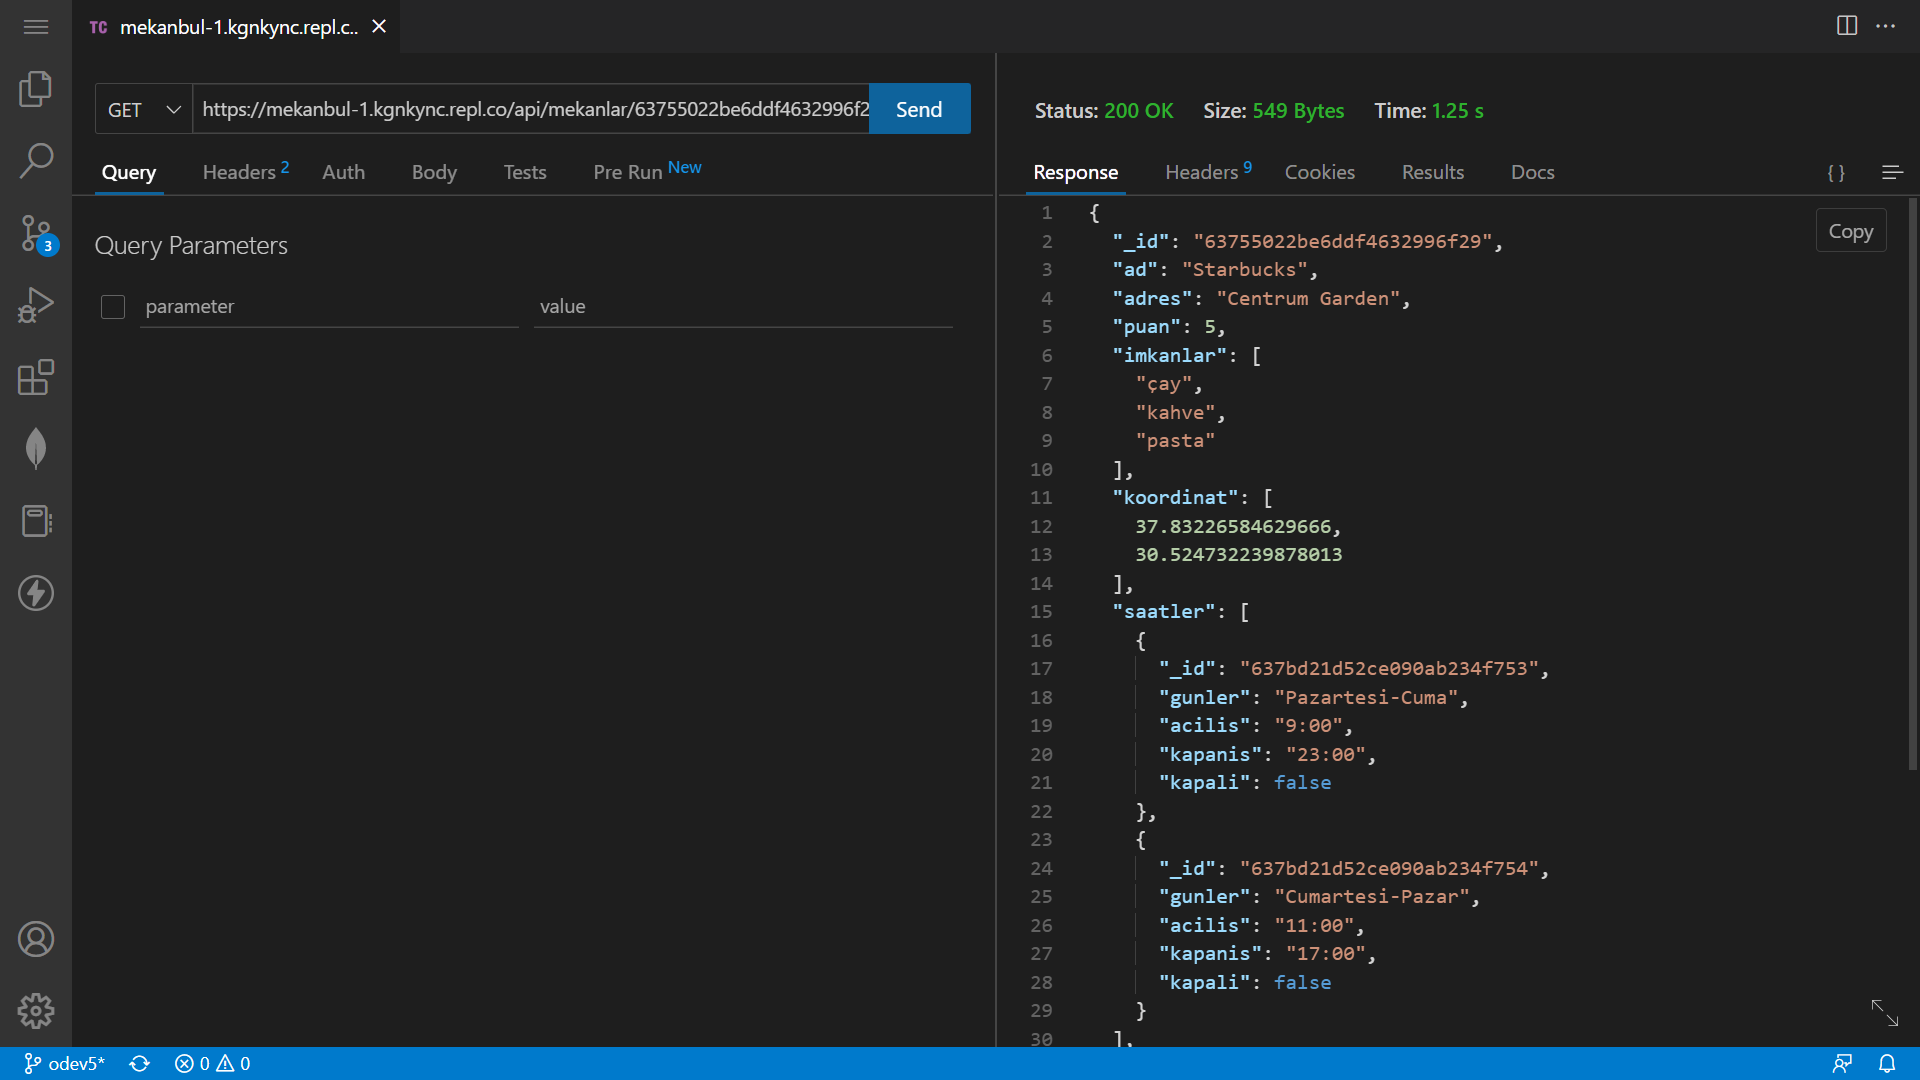 TC mekanbul-1.kgnkync.repl.c..
GET https://mekanbul-1.kgnkync.repl.co/api/mekanlar/63755022be6ddf4632996f2 Send
Query Headers 2 Auth Body Tests Pre Run New
Query Parameters
parameter value
3
Status: 200 OK Size: 549 Bytes Time: 1.25 s
Response Headers 9 Cookies Results Docs { }
Copy
1 {
2 "_id": "63755022be6ddf4632996f29",
3 "ad": "Starbucks",
4 "adres": "Centrum Garden",
5 "puan": 5,
6 "imkanlar": [
7 "çay",
8 "kahve",
9 "pasta"
10 ],
11 "koordinat": [
12 37.83226584629666,
13 30.524732239878013
14 ],
15 "saatler": [
16 {
17 "_id": "637bd21d52ce090ab234f753",
18 "gunler": "Pazartesi-Cuma",
19 "acilis": "9:00",
20 "kapanis": "23:00",
21 "kapali": false
22 },
23 {
24 "_id": "637bd21d52ce090ab234f754",
25 "gunler": "Cumartesi-Pazar",
26 "acilis": "11:00",
27 "kapanis": "17:00",
28 "kapali": false
29 }
30 ],
odev5* 0 0